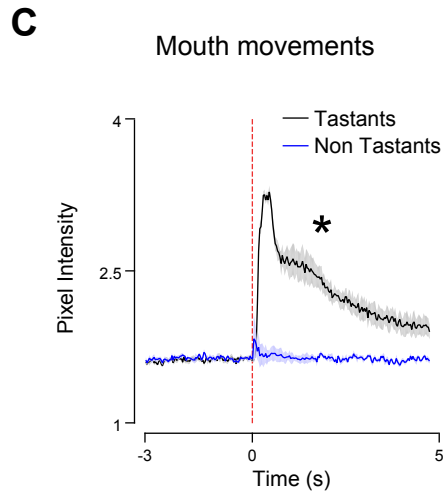 C
Mouth movements
4
Tastants
Non Tastants
*
2.5
Pixel Intensity
1
-3
0
5
Time (s)